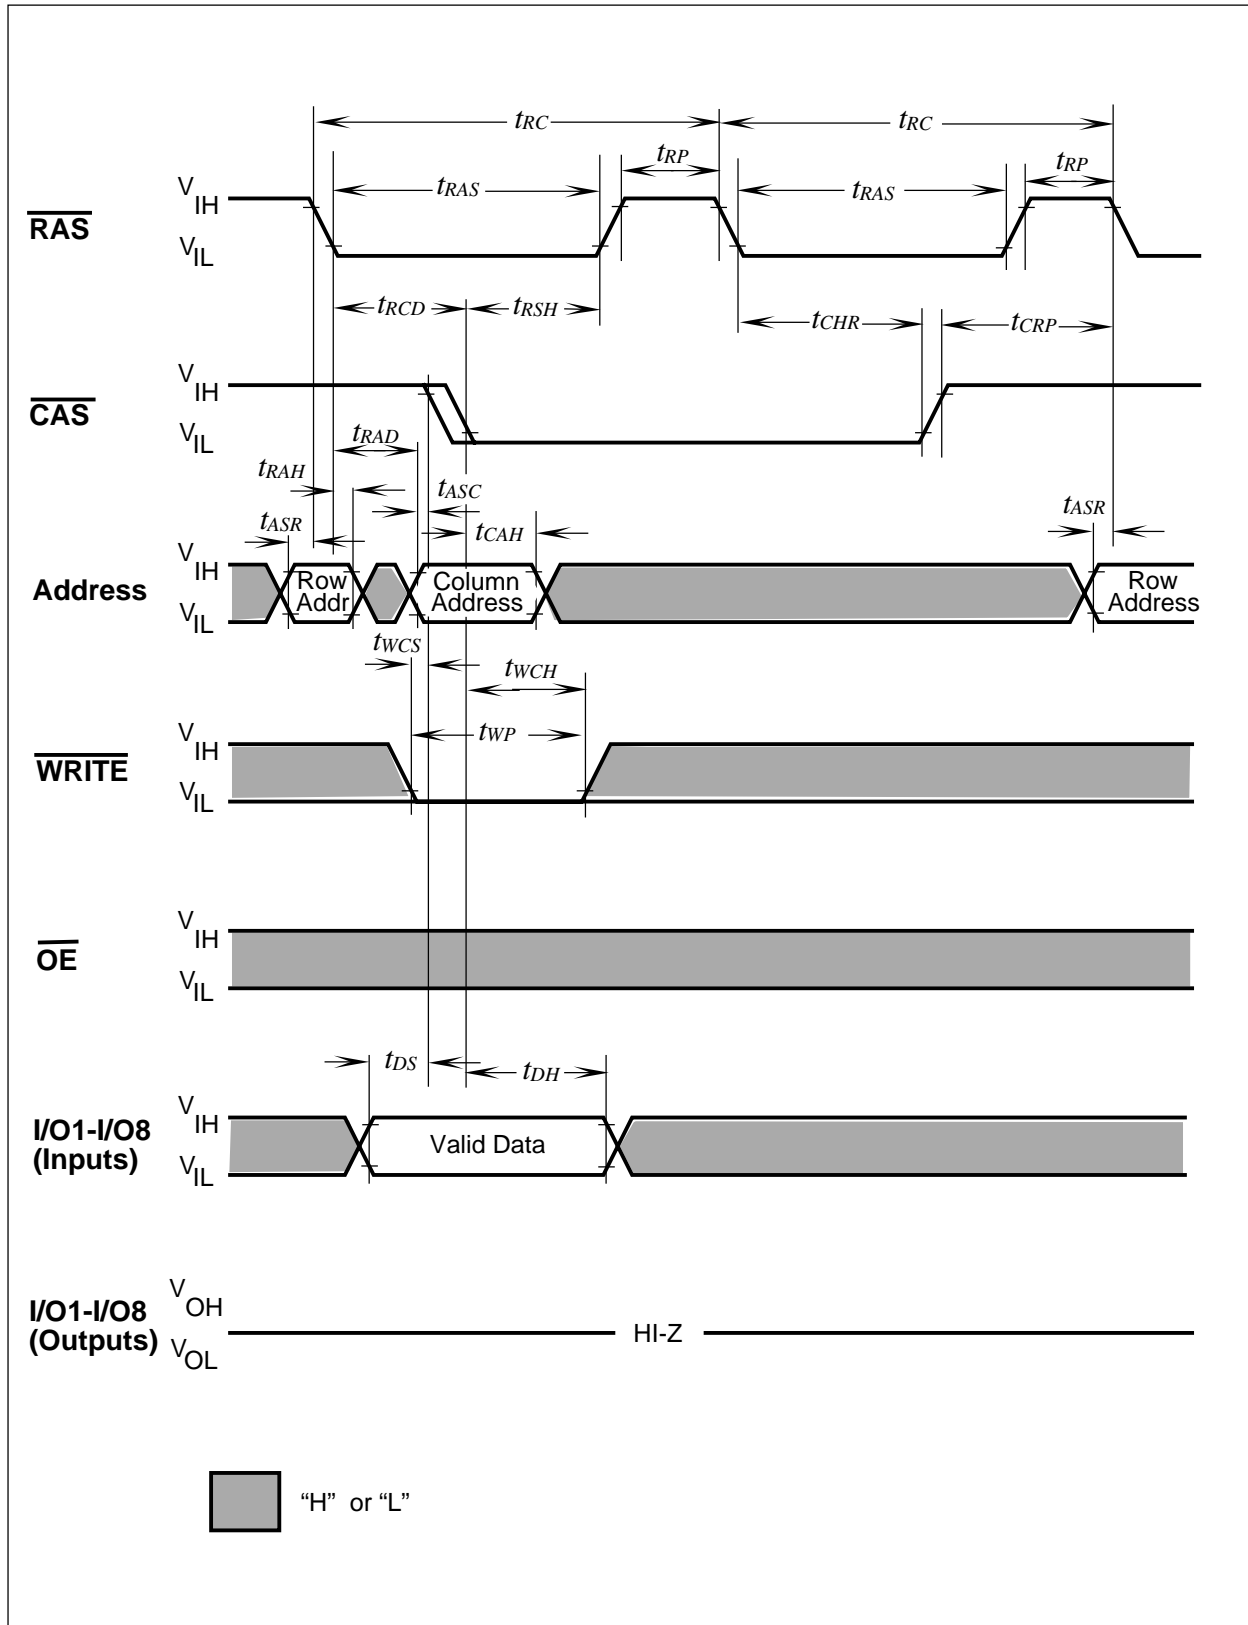 tRC tRC
tRP tRP
tRAS tRAS
VIH
RAS
VIL
tRCD tRSH
tCHR tCRP
VIH
CAS
VIL
tRAD
tRAH
tASC
tASR tCAH tASR
VIH
Address
Row Addr
Column Address
Row Address
VIL
tWCS
tWCH
tWP
VIH
WRITE
VIL
VIH
OE
VIL
tDS tDH
VIH
I/O1-I/O8
(Inputs)
Valid Data
VIL
VOH
I/O1-I/O8
(Outputs)
HI-Z
VOL
“H” or “L”